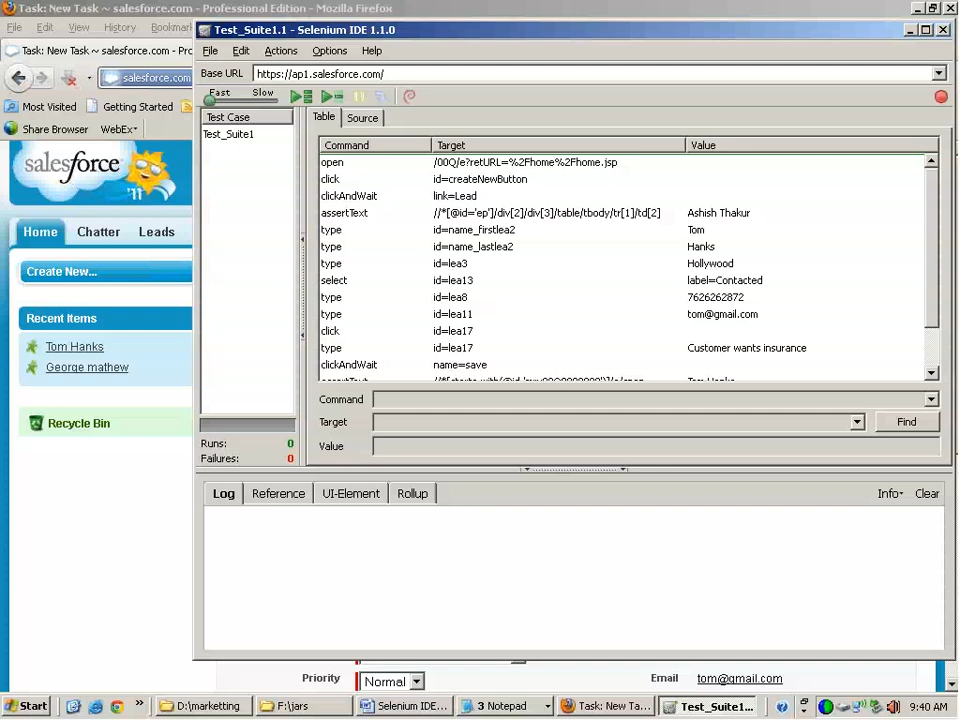 Task: New Task ~ salesforce.com - Professional Edition - Mozilla Firefox
File Edit View History Bookmark
Task: New Task ~ salesforce.com - Pro
salesforce.com
Most Visited Getting Started
Share Browser WebEx
salesforce
'11
Home Chatter Leads
Create New...
Recent Items
Tom Hanks
George mathew
Recycle Bin
Test_Suite1.1 - Selenium IDE 1.1.0
File Edit Actions Options Help
Base URL https://ap1.salesforce.com/
Fast Slow
Test Case
Test_Suite1
Runs: 0
Failures: 0
Table Source
Command Target Value
open /00Q/e?retURL=%2Fhome%2Fhome.jsp
click id=createNewButton
clickAndWait link=Lead
assertText //*[@id='ep']/div[2]/div[3]/table/tbody/tr[1]/td[2] Ashish Thakur
type id=name_firstlea2 Tom
type id=name_lastlea2 Hanks
type id=lea3 Hollywood
select id=lea13 label=Contacted
type id=lea8 7626262872
type id=lea11 tom@gmail.com
click id=lea17
type id=lea17 Customer wants insurance
clickAndWait name=save
Command
Target Find
Value
Log Reference UI-Element Rollup Info Clear
Priority Normal Email tom@gmail.com
Start » D:\marketing F:\jars Selenium IDE... 3 Notepad Task: New Ta... Test_Suite1... 9:40 AM